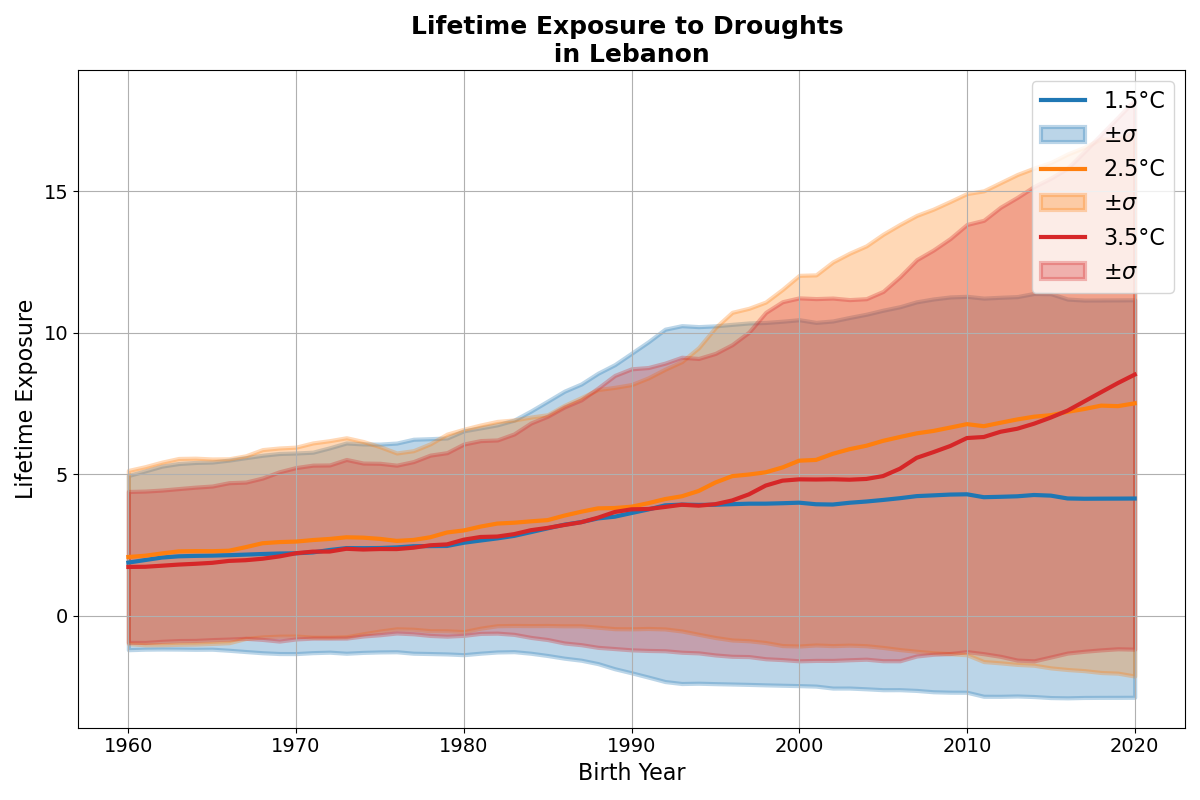 Lifetime Exposure to Droughts
in Lebanon
Lifetime Exposure
15
10
5
0
1960
1970
1980
1990
2000
2010
2020
Birth Year
1.5°C
±σ
2.5°C
±σ
3.5°C
±σ